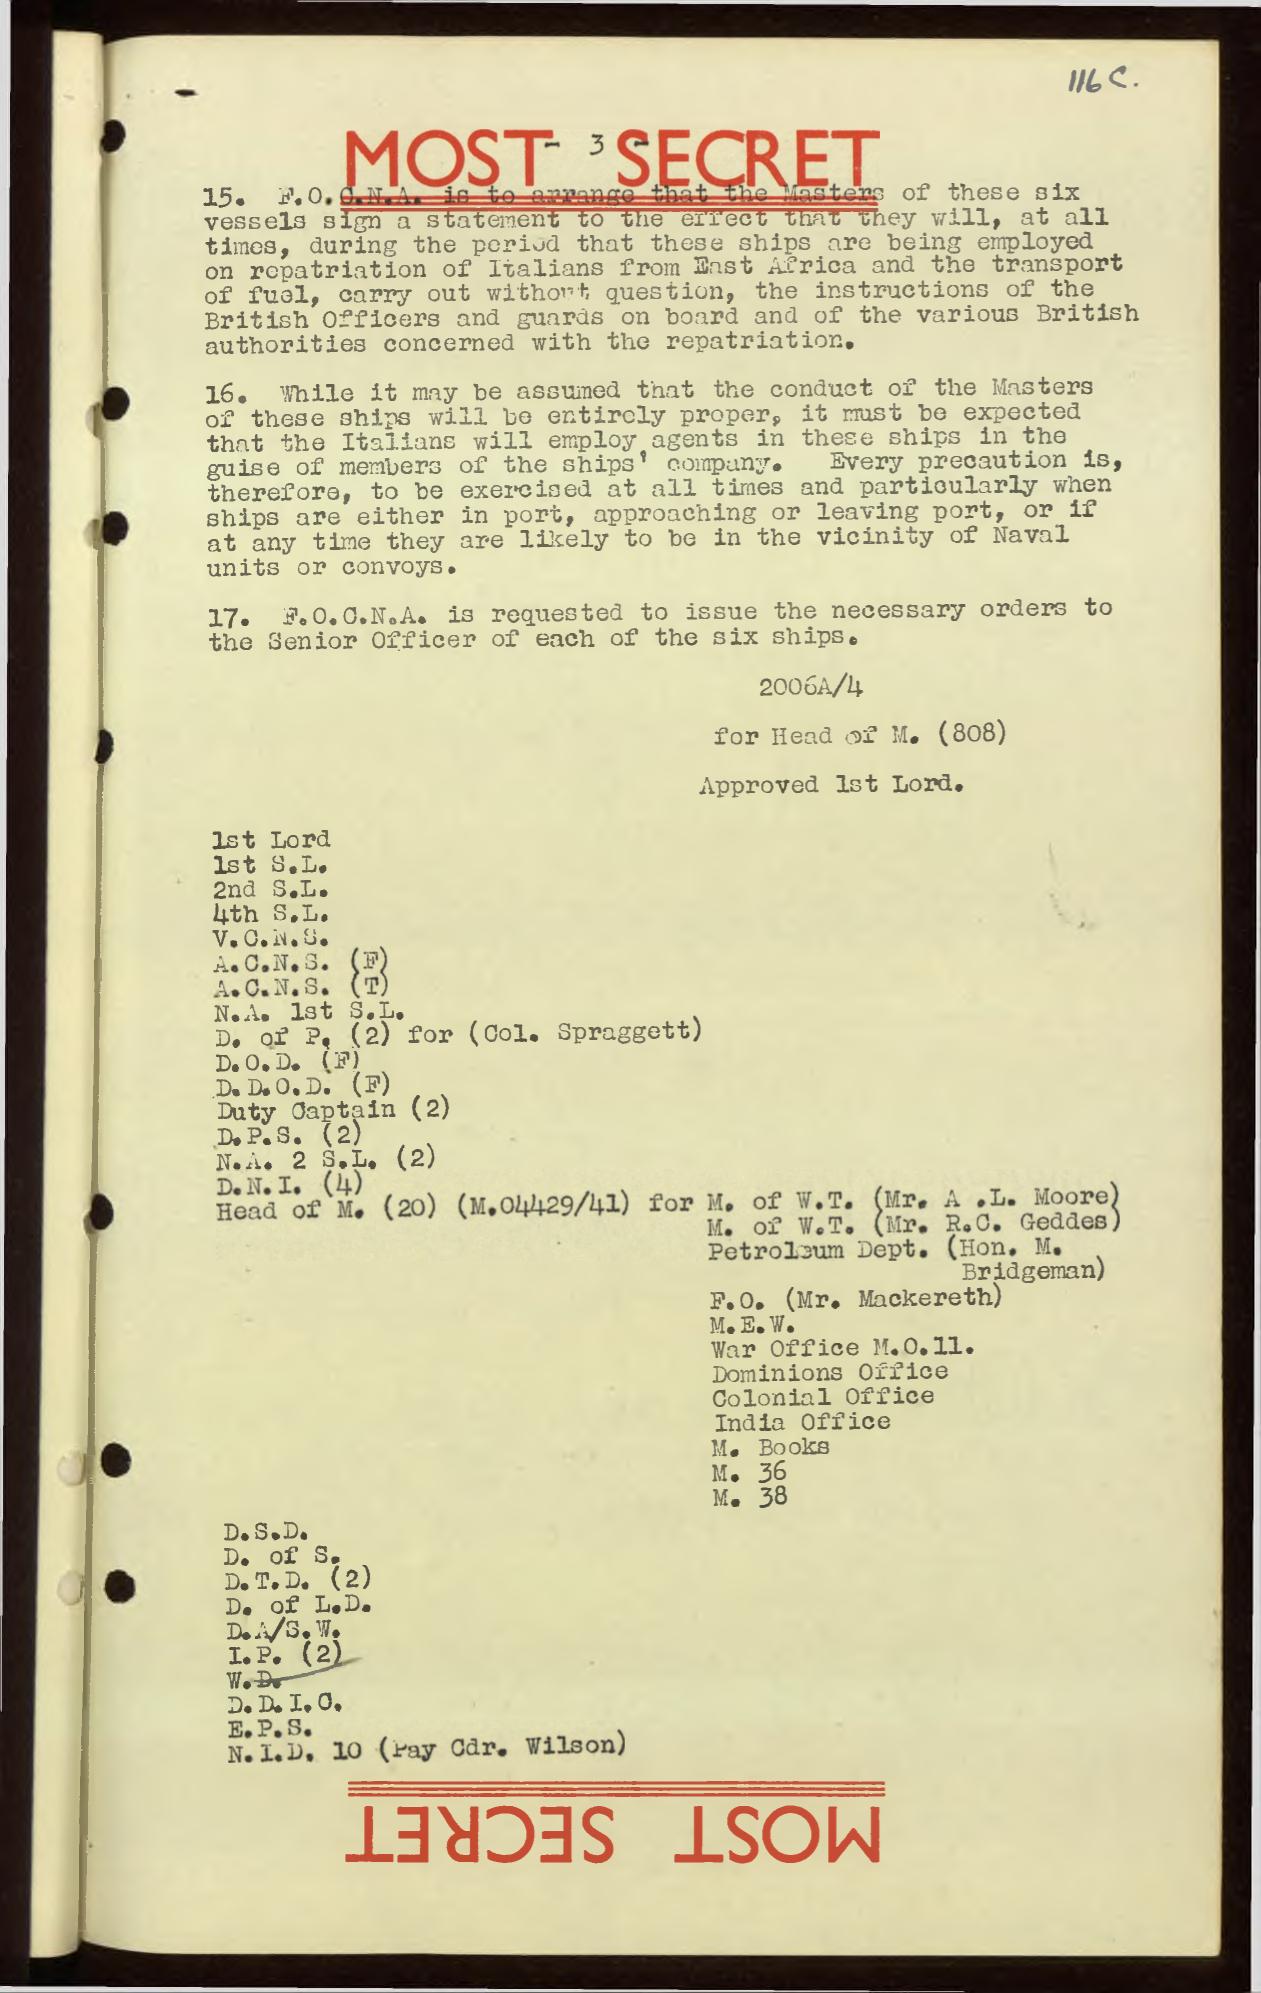 116 C.
MOST SECRET
- 3 -
15. F.O.C.N.A. is to arrange that the Masters of these six
vessels sign a statement to the effect that they will, at all
times, during the period that these ships are being employed
on repatriation of Italians from East Africa and the transport
of fuel, carry out without question, the instructions of the
British Officers and guards on board and of the various British
authorities concerned with the repatriation.
16. While it may be assumed that the conduct of the Masters
of these ships will be entirely proper, it must be expected
that the Italians will employ agents in these ships in the
guise of members of the ships' company. Every precaution is,
therefore, to be exercised at all times and particularly when
ships are either in port, approaching or leaving port, or if
at any time they are likely to be in the vicinity of Naval
units or convoys.
17. F.O.C.N.A. is requested to issue the necessary orders to
the Senior Officer of each of the six ships.
2006A/4
for Head of M. (808)
Approved 1st Lord.
1st Lord
1st S.L.
2nd S.L.
4th S.L.
V.C.N.S.
A.C.N.S. (F)
A.C.N.S. (T)
N.A. 1st S.L.
D. of P. (2) for (Col. Spraggett)
D.O.D. (F)
D.D.O.D. (F)
Duty Captain (2)
D.P.S. (2)
N.A. 2 S.L. (2)
D.N.I. (4)
Head of M. (20) (M.04429/41) for M. of W.T. (Mr. A .L. Moore)
M. of W.T. (Mr. R.C. Geddes)
Petroleum Dept. (Hon. M.
Bridgeman)
F.O. (Mr. Mackereth)
M.E.W.
War Office M.O.11.
Dominions Office
Colonial Office
India Office
M. Books
M. 36
M. 38
D.S.D.
D. of S.
D.T.D. (2)
D. of L.D.
D.A/S.W.
I.P. (2)
W.D.
D.D.I.C.
E.P.S.
N.I.D. 10 (Pay Cdr. Wilson)
MOST SECRET